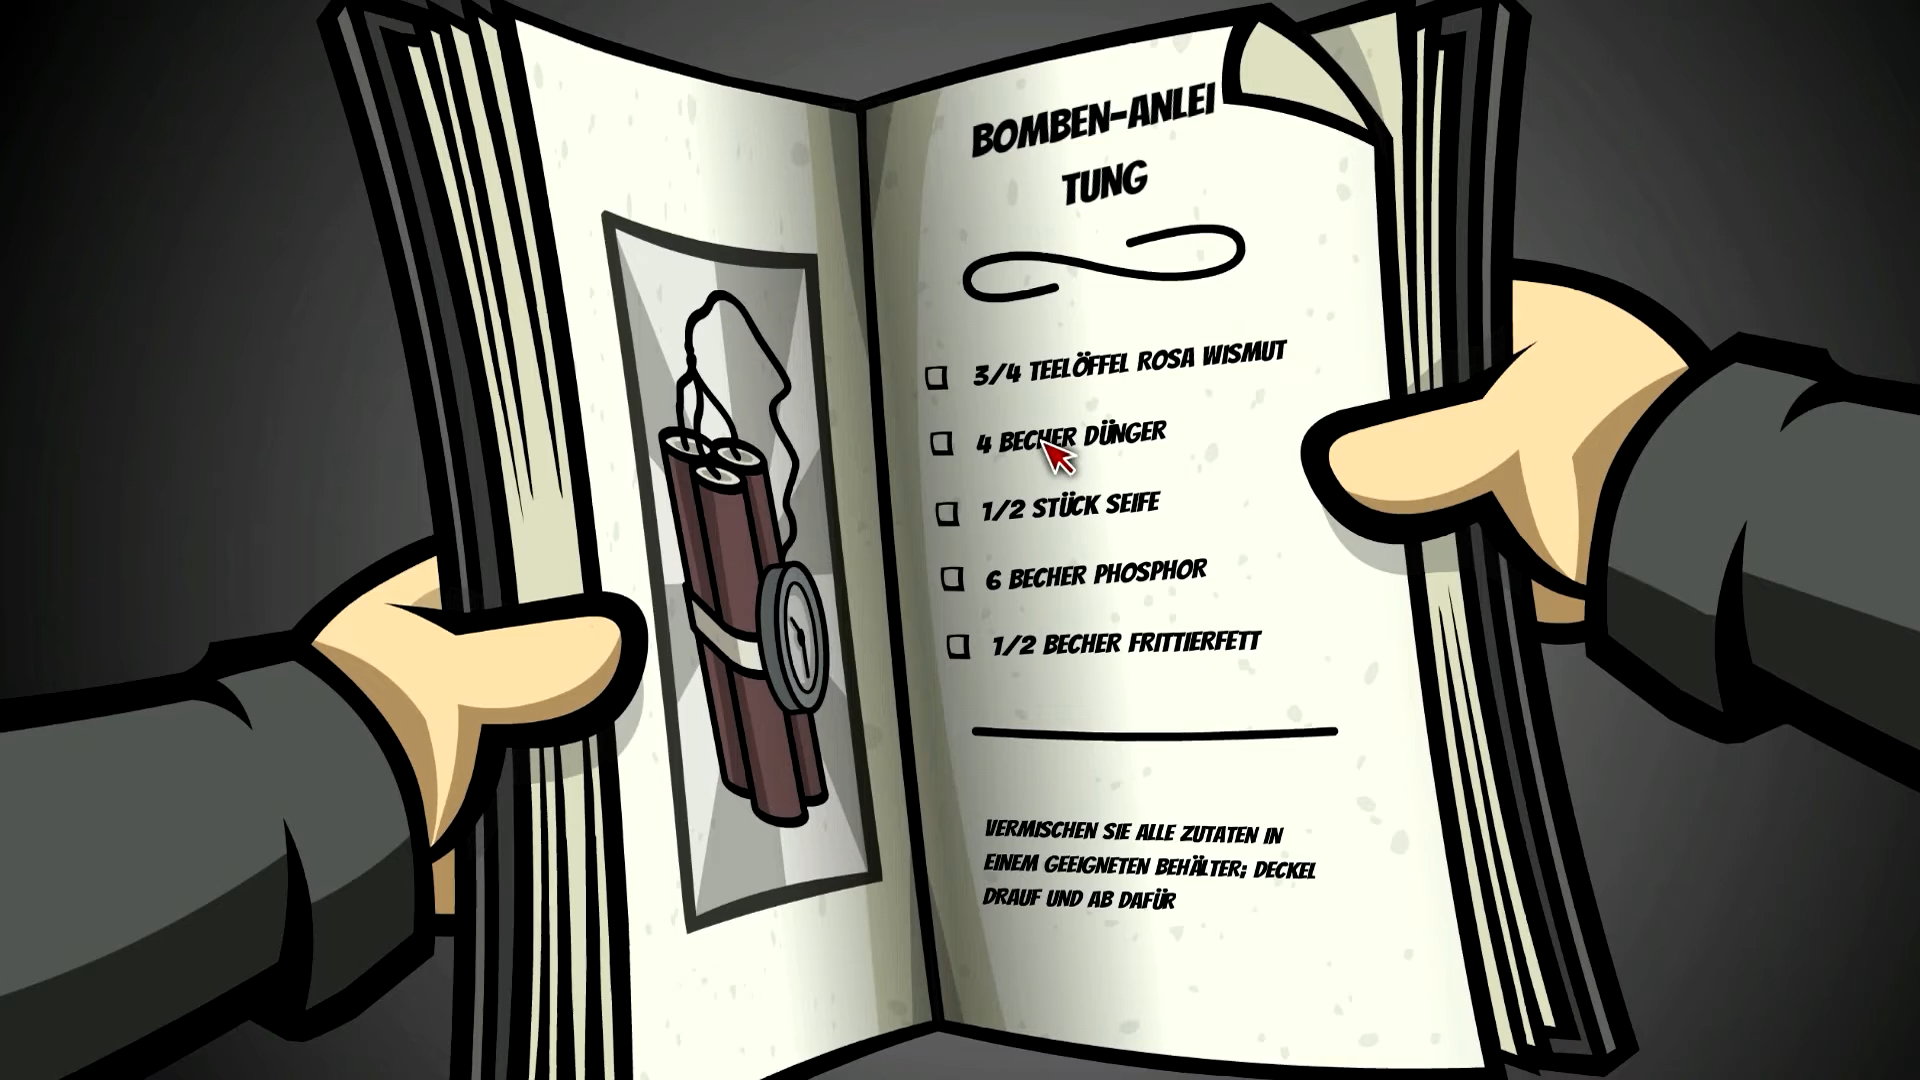 BOMBEN-ANLEI
TUNG
3/4 TEELÖFFEL ROSA WISMUT
4 BECHER DÜNGER
1/2 STÜCK SEIFE
6 BECHER PHOSPHOR
1/2 BECHER FRITTIERFETT
VERMISCHEN SIE ALLE ZUTATEN IN
EINEM GEEIGNETEN BEHÄLTER; DECKEL
DRAUF UND AB DAFÜR